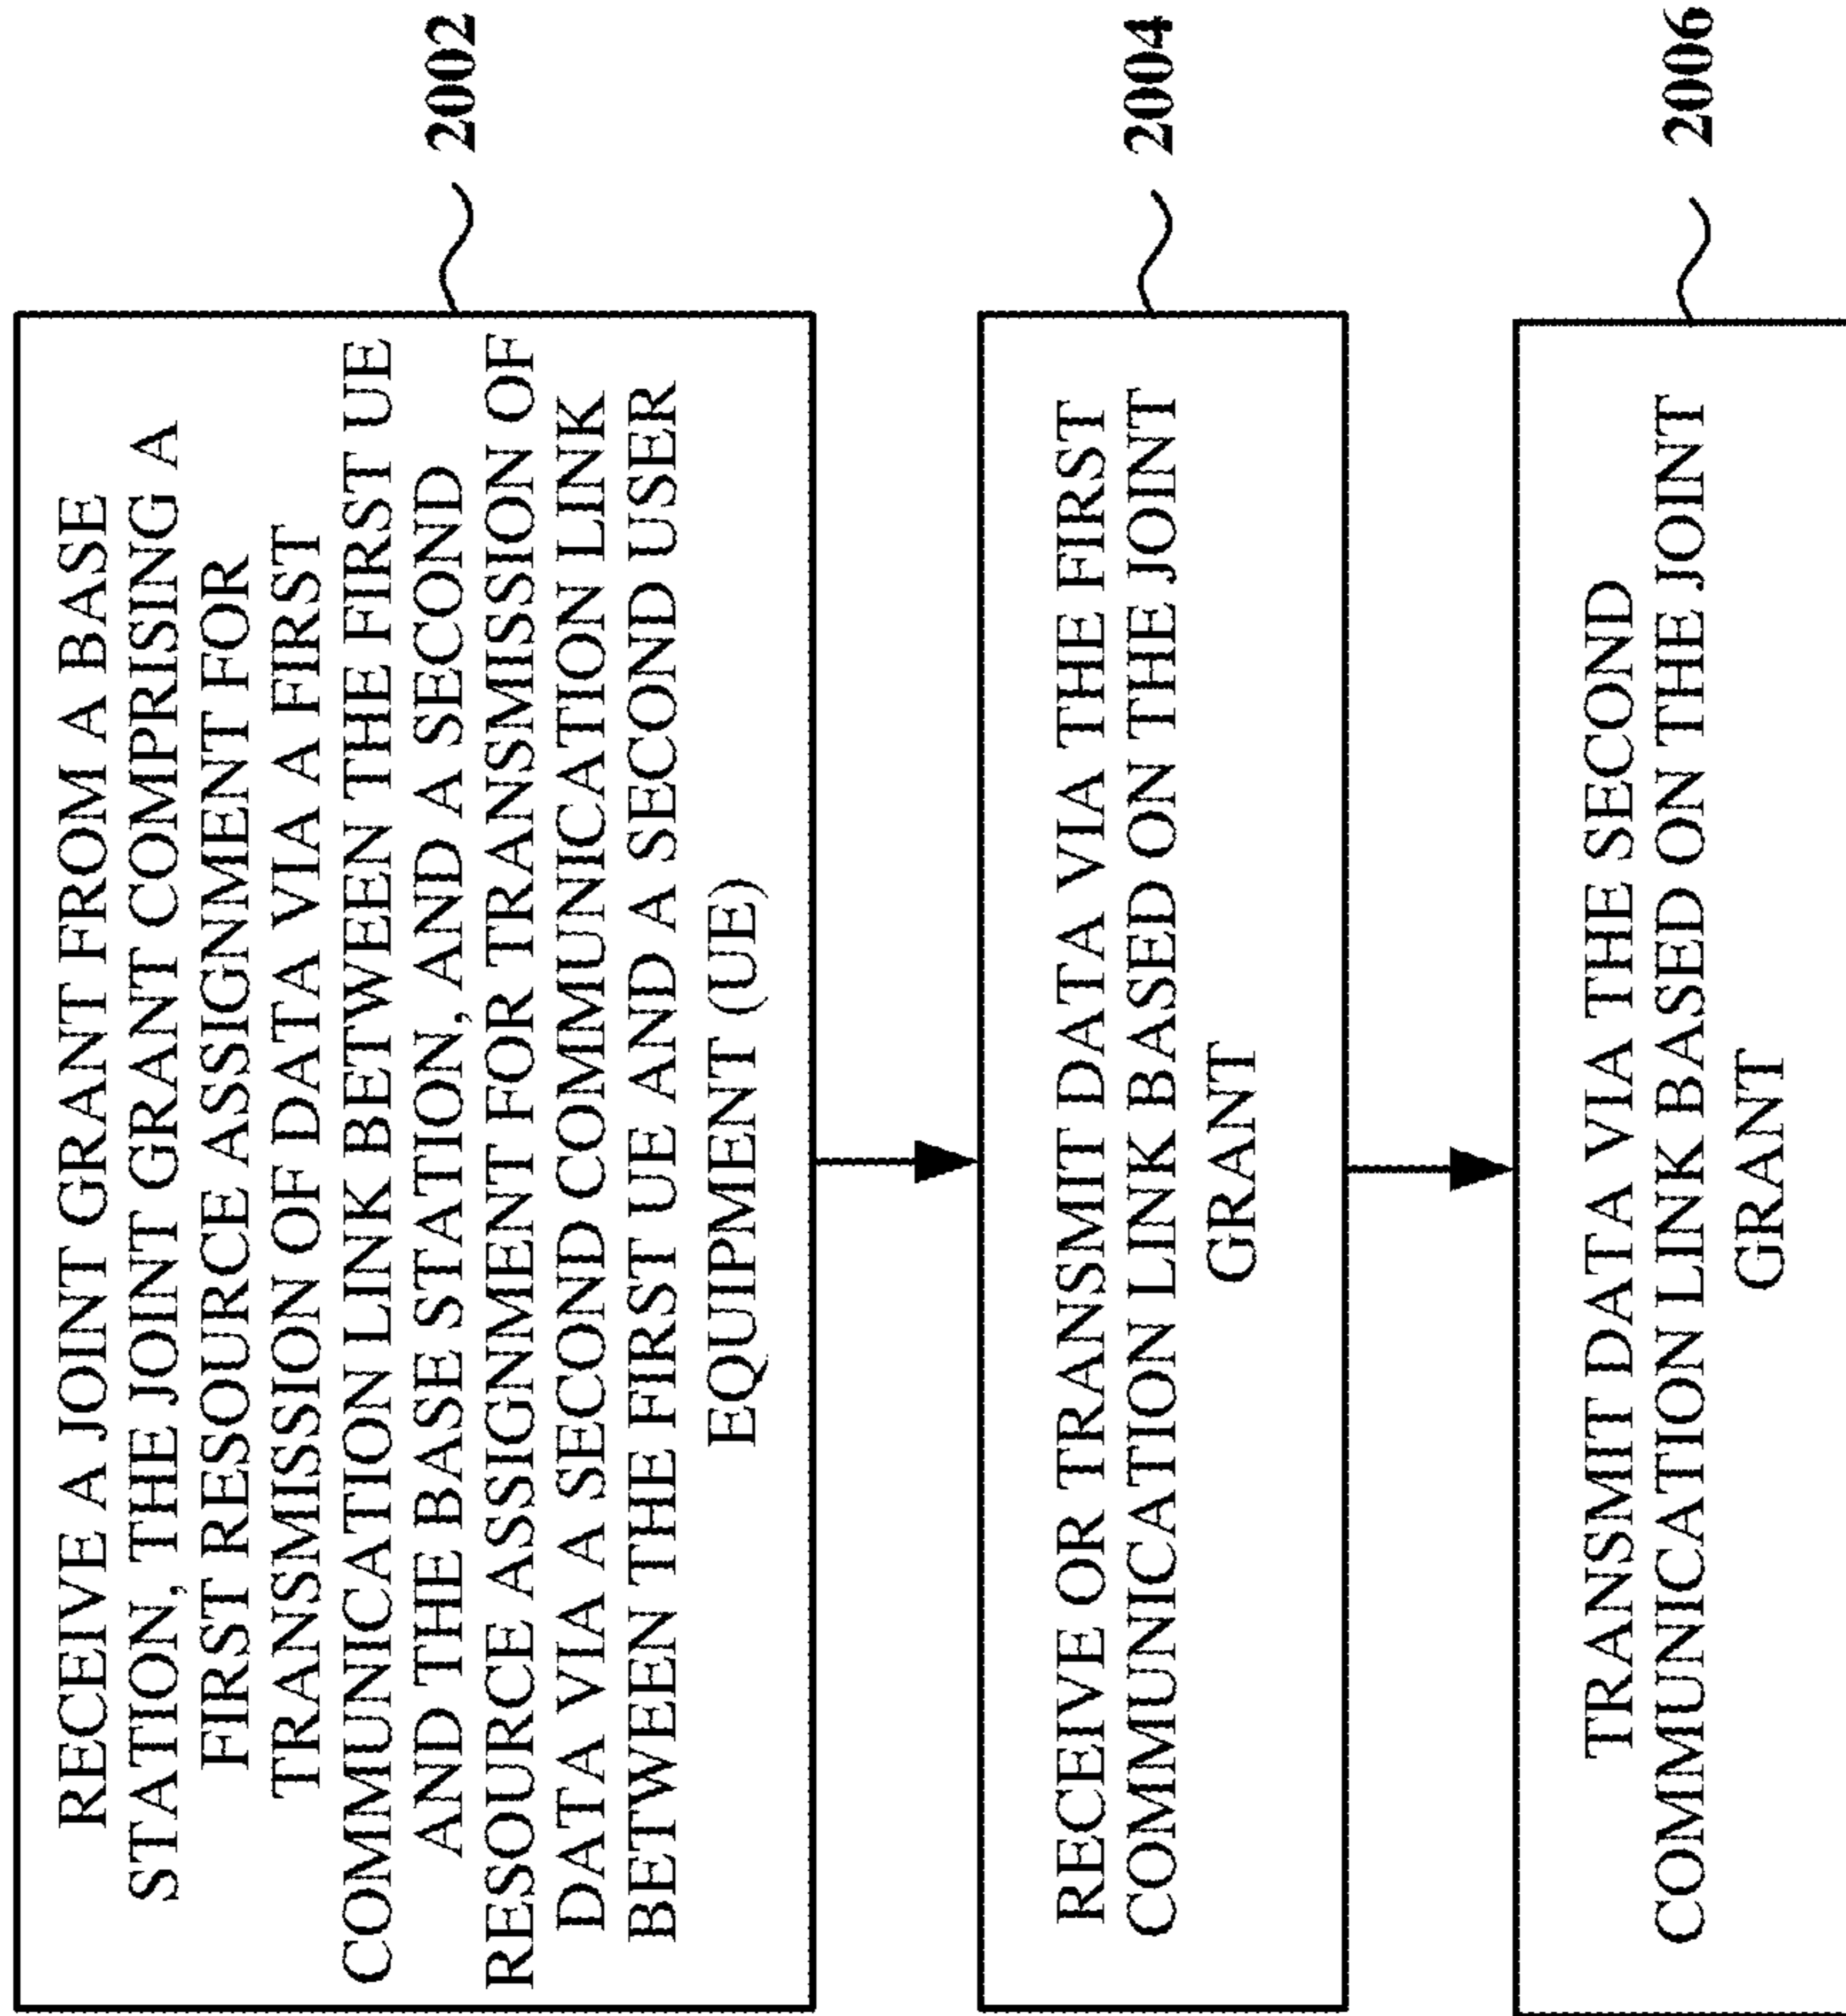 RECEIVE A JOINT GRANT FROM A BASE
STATION, THE JOINT GRANT COMPRISING A
FIRST RESOURCE ASSIGNMENT FOR
TRANSMISSION OF DATA VIA A FIRST
COMMUNICATION LINK BETWEEN THE FIRST UE
AND THE BASE STATION, AND A SECOND
RESOURCE ASSIGNMENT FOR TRANSMISSION OF
DATA VIA A SECOND COMMUNICATION LINK
BETWEEN THE FIRST UE AND A SECOND USER
EQUIPMENT (UE)
2002
RECEIVE OR TRANSMIT DATA VIA THE FIRST
COMMUNICATION LINK BASED ON THE JOINT
GRANT
2004
TRANSMIT DATA VIA THE SECOND
COMMUNICATION LINK BASED ON THE JOINT
GRANT
2006